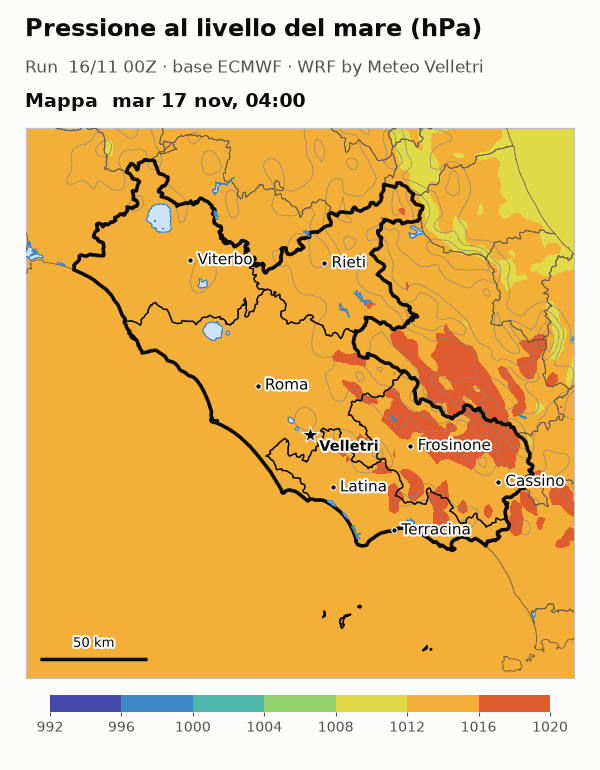 Pressione al livello del mare (hPa)
Run  16/11 00Z · base ECMWF · WRF by Meteo Velletri
Mappa  mar 17 nov, 04:00
Viterbo
Rieti
Roma
Velletri
Frosinone
Latina
Cassino
Terracina
50 km
992 996 1000 1004 1008 1012 1016 1020